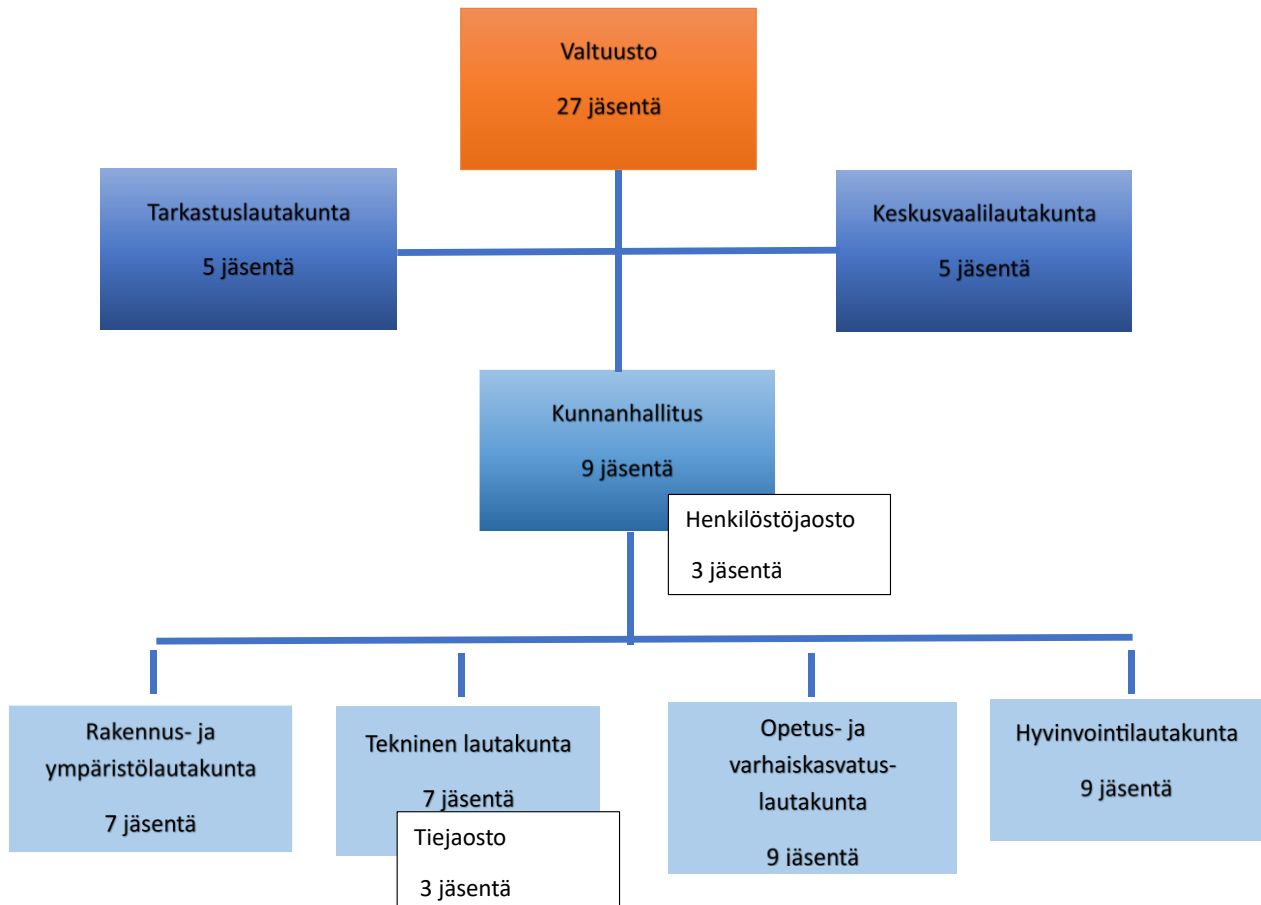 Valtuusto
27 jäsentä
Tarkastuslautakunta
5 jäsentä
Keskusvaalilautakunta
5 jäsentä
Kunnanhallitus
9 jäsentä
Henkilöstöjaosto
3 jäsentä
Rakennus- ja
ympäristölautakunta
7 jäsentä
Tekninen lautakunta
7 jäsentä
Tiejaosto
3 jäsentä
Opetus- ja
varhaiskasvatus-
lautakunta
9 jäsentä
Hyvinvointilautakunta
9 jäsentä